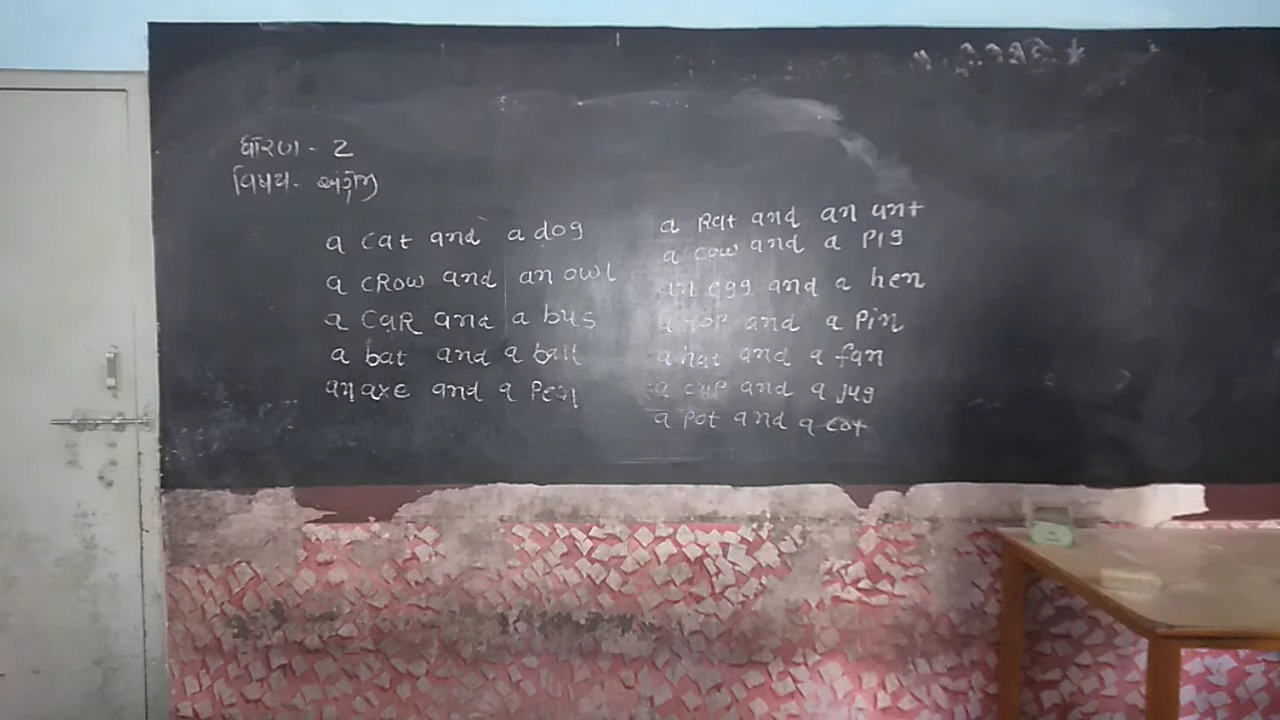 ધોરણ - 2
વિષય - અંગ્રેજી
a cat and a dog
a cRow and an owl
a CaR and a bus
a bat and a ball
an axe and a Pen
a Rat and an unt
a cow and a PIg
an egg and a hen
a TOP and a Pin
a hat and a fan
a cup and a jug
a Pot and a cot